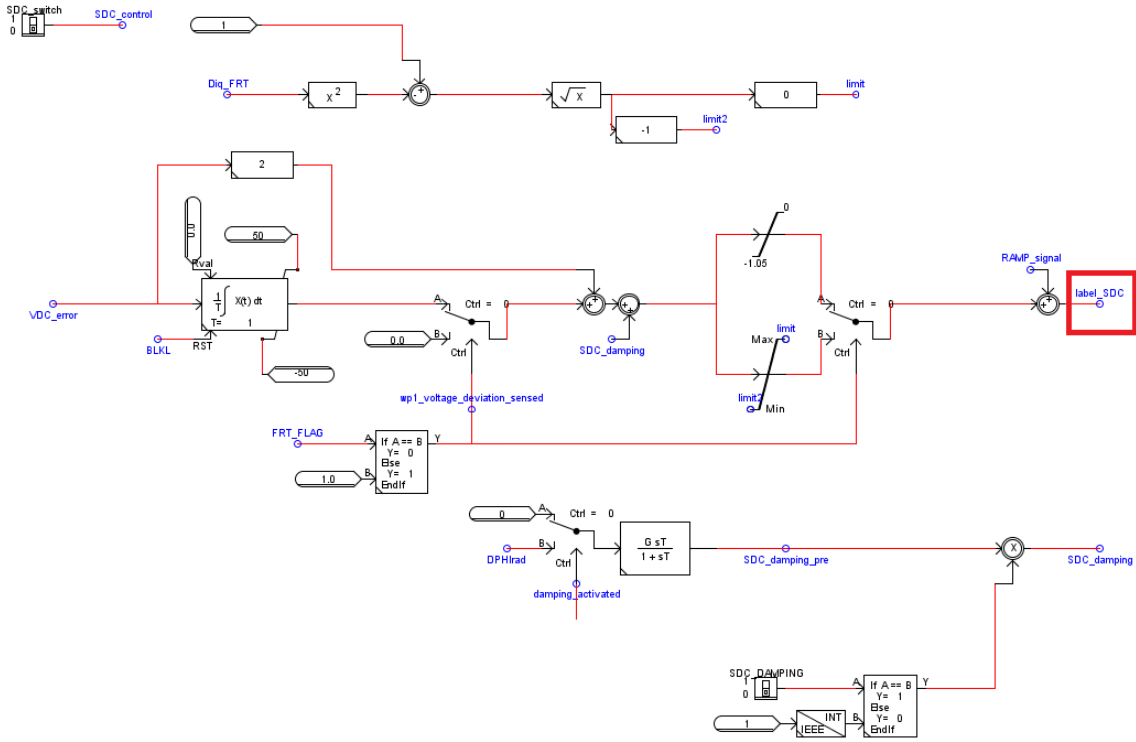 SDC_switch
1
0
SDC_control
1
Diq_FRT
X 2
-
+
√X
0
limit
-1
limit2
2
0.0
Rval
50
1
T
X(t) dt
T= 1
RST
VDC_error
BLKL
-50
A
B
Ctrl = 0
Ctrl
0.0
+
+
+
+
SDC_damping
0
-1.05
limit
Max
limit2
Min
A
B
Ctrl = 0
Ctrl
RAMP_signal
+
+
label_SDC
wp1_voltage_deviation_sensed
FRT_FLAG
1.0
A
B
If A == B
Y= 0
Else
Y= 1
EndIf
Y
0
A
B
Ctrl = 0
Ctrl
DPHIrad
damping_activated
G sT
1 + sT
SDC_damping_pre
X
SDC_damping
SDC_DAMPING
1
0
1
INT
IEEE
A
B
If A == B
Y= 1
Else
Y= 0
EndIf
Y